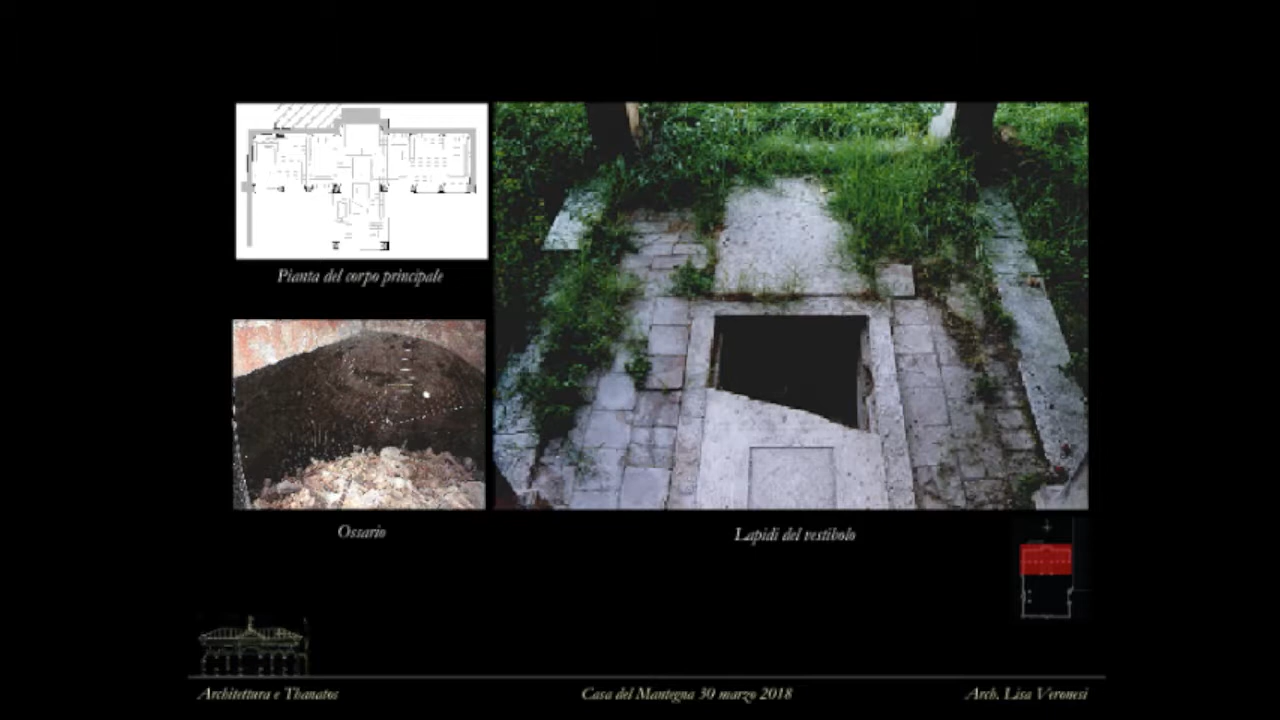 Pianta del corpo principale
Ossario
Lapidi del vestibolo
Architettura e Thanatos
Casa del Mantegna 30 marzo 2018
Arch. Lisa Veronesi